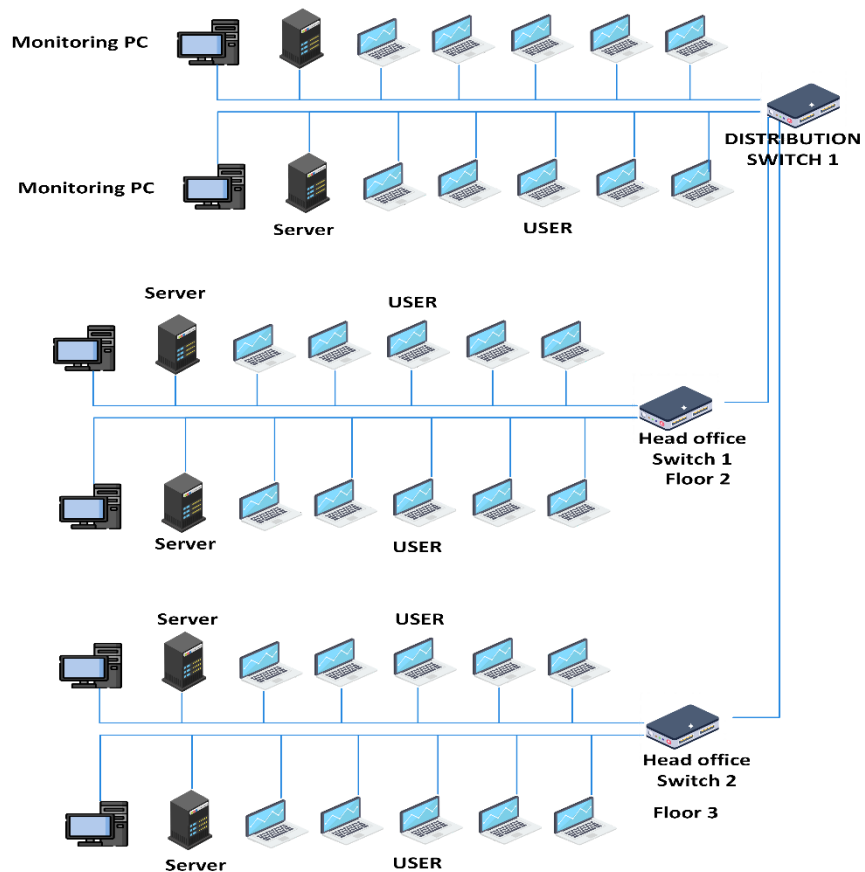 Monitoring PC
DISTRIBUTION
SWITCH 1
Monitoring PC
Server
USER
Server
USER
Head office
Switch 1
Floor 2
Server
USER
Server
USER
Head office
Switch 2
Floor 3
Server
USER